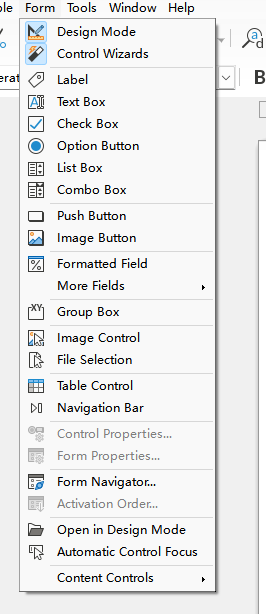 Form Tools Window Help
Design Mode
Control Wizards
Label
Text Box
Check Box
Option Button
List Box
Combo Box
Push Button
Image Button
Formatted Field
More Fields
Group Box
Image Control
File Selection
Table Control
Navigation Bar
Control Properties...
Form Properties...
Form Navigator...
Activation Order...
Open in Design Mode
Automatic Control Focus
Content Controls